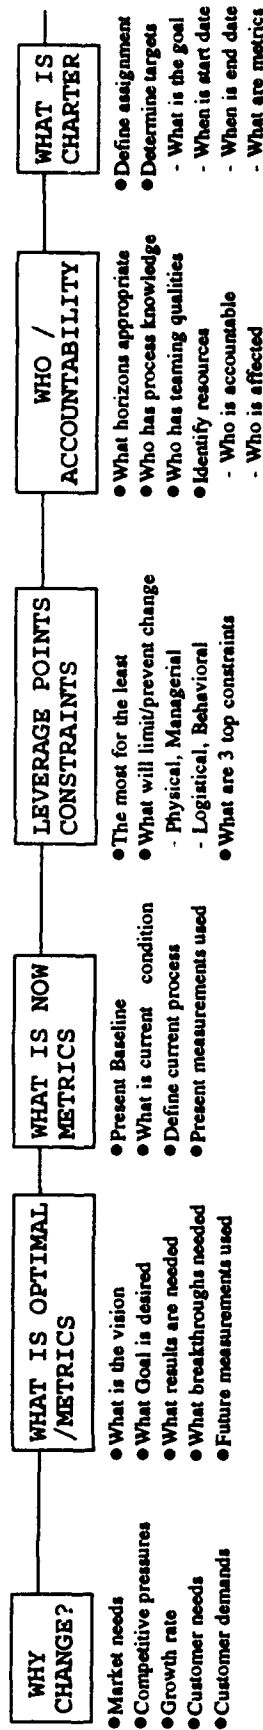 WHY
CHANGE?
●Market needs
●Competitive pressures
●Growth rate
●Customer needs
●Customer demands
WHAT IS OPTIMAL
/METRICS
●What is the vision
●What Goal is desired
●What results are needed
●What breakthroughs needed
●Future measurements used
WHAT IS NOW
METRICS
●Present Baseline
●What is current condition
●Define current process
●Present measurements used
LEVERAGE POINTS
CONSTRAINTS
●The most for the least
●What will limit/prevent change
- Physical, Managerial
- Logistical, Behavioral
●What are 3 top constraints
WHO /
ACCOUNTABILITY
●What horizons appropriate
●Who has process knowledge
●Who has teaming qualities
●Identify resources
- Who is accountable
- Who is affected
WHAT IS
CHARTER
●Define assignment
●Determine targets
- What is the goal
- When is start date
- When is end date
- What are metrics